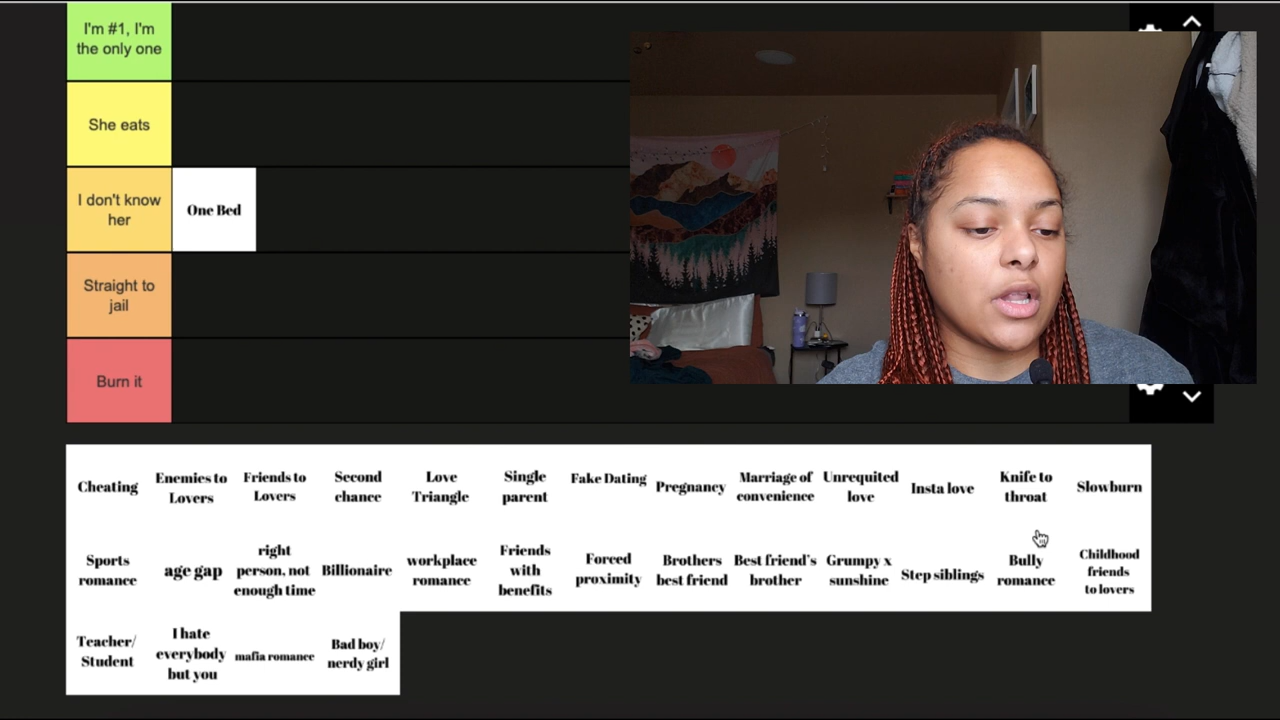 I'm #1, I'm
the only one
She eats
I don't know
her
One Bed
Straight to
jail
Burn it
Cheating
Enemies to
Lovers
Friends to
Lovers
Second
chance
Love
Triangle
Single
parent
Fake Dating
Pregnancy
Marriage of
convenience
Unrequited
love
Insta love
Knife to
throat
Slowburn
Sports
romance
age gap
right
person, not
enough time
Billionaire
workplace
romance
Friends
with
benefits
Forced
proximity
Brothers
best friend
Best friend's
brother
Grumpy x
sunshine
Step siblings
Bully
romance
Childhood
friends
to lovers
Teacher/
Student
I hate
everybody
but you
mafia romance
Bad boy/
nerdy girl